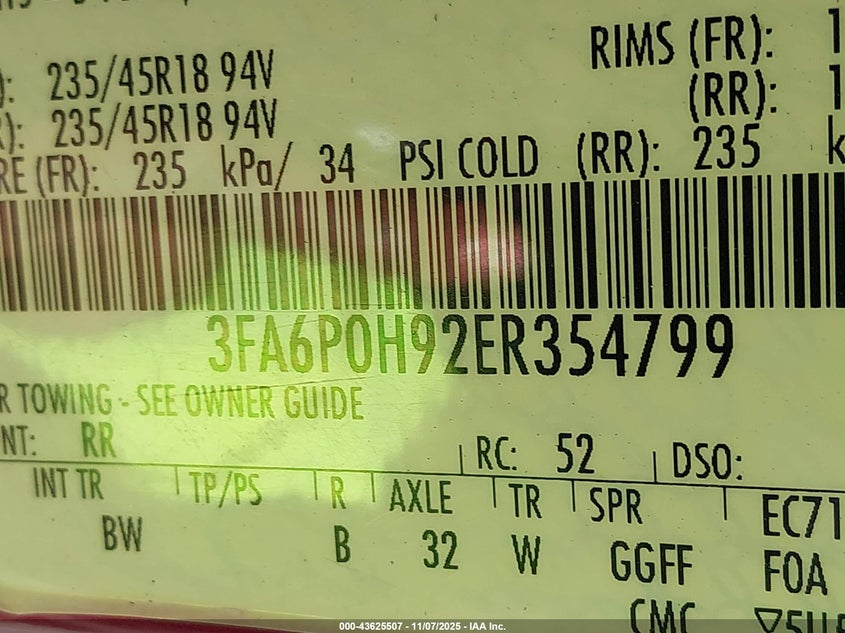 RIMS (FR): 1
: 235/45R18 94V
(RR): 1
): 235/45R18 94V
RE (FR): 235 kPa/ 34 PSI COLD (RR): 235 k
3FA6P0H92ER354799
R TOWING - SEE OWNER GUIDE
NT: RR
RC: 52 DSO:
INT TR TP/PS R AXLE TR SPR EC71
BW B 32 W GGFF FOA
CMC
000-43625507 - 11/07/2025 - IAA Inc.